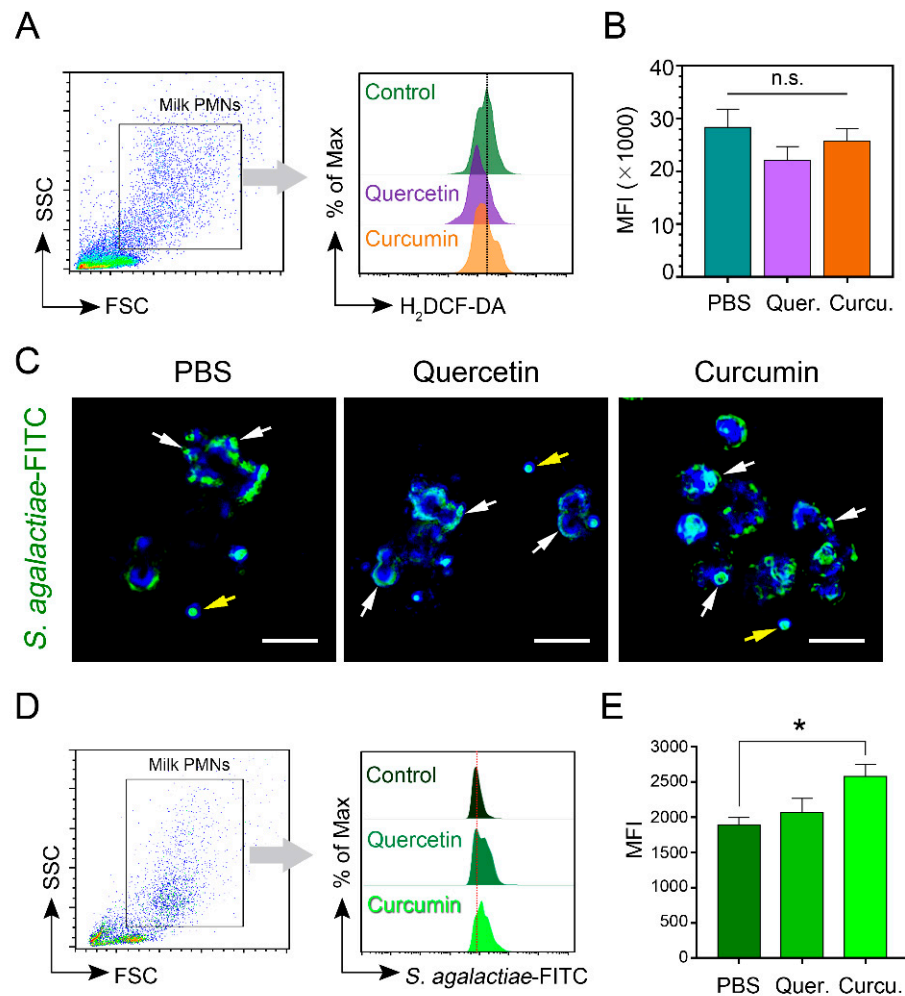 A
Milk PMNs
SSC
FSC
% of Max
Control
Quercetin
Curcumin
H₂DCF-DA
B
n.s.
MFI (×1000)
40
30
20
10
0
PBS Quer. Curcu.
C
PBS Quercetin Curcumin
S. agalactiae-FITC
D
Milk PMNs
SSC
FSC
% of Max
Control
Quercetin
Curcumin
S. agalactiae-FITC
E
*
MFI
3000
2500
2000
1500
1000
500
0
PBS Quer. Curcu.